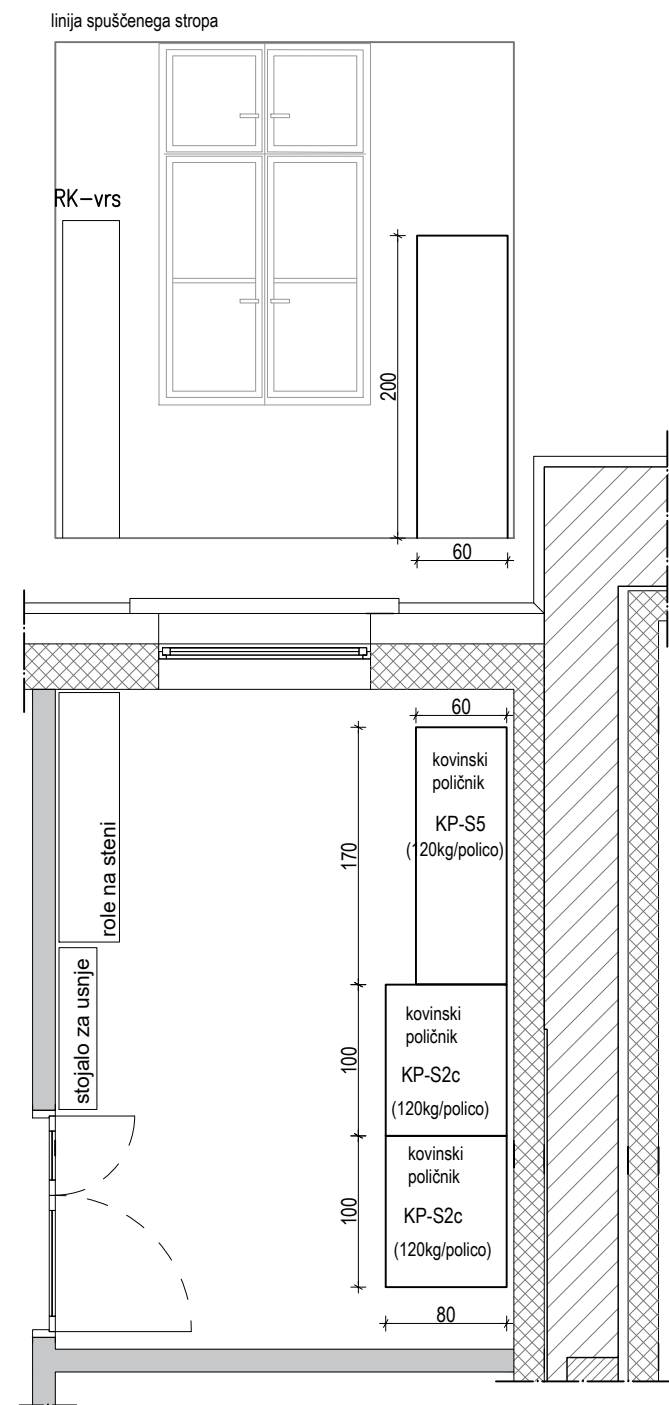 linija spuščenega stropa
RK-vrs
200
60
60
kovinski
poličnik
KP-S5
(120kg/polico)
170
role na steni
stojalo za usnje
kovinski
poličnik
KP-S2c
(120kg/polico)
100
kovinski
poličnik
KP-S2c
(120kg/polico)
100
80